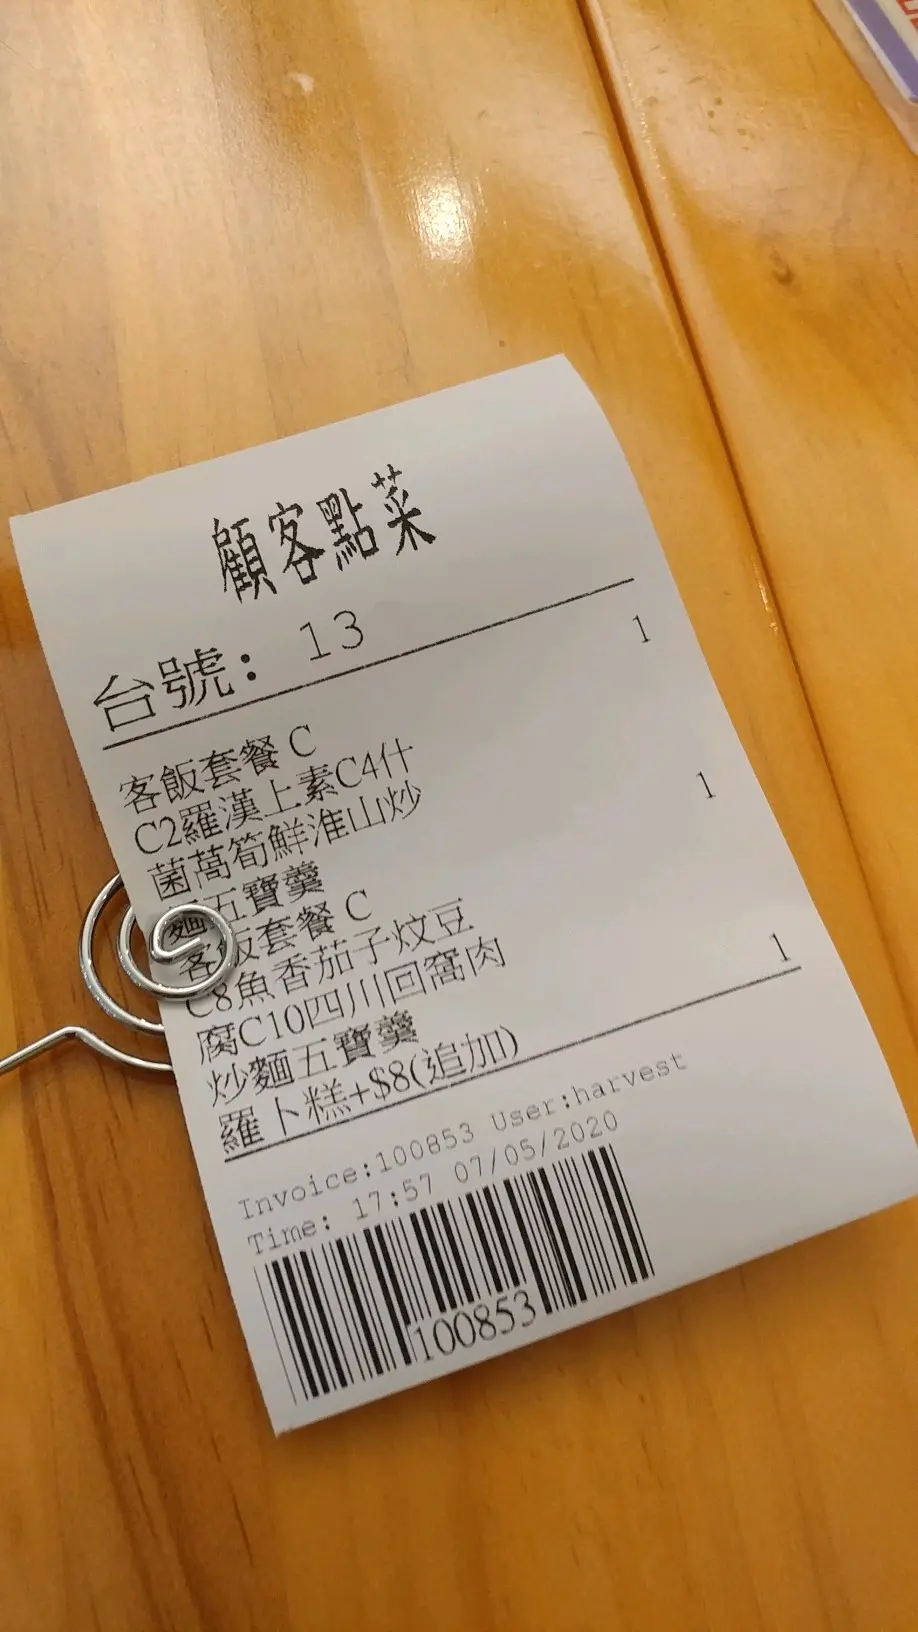 顧客點菜
台號: 13
客飯套餐 C 1
C2羅漢上素C4什
菌萵筍鮮淮山炒
麵五寶羹
客飯套餐 C 1
C8魚香茄子炆豆
腐C10四川回窩肉
炒麵五寶羹
羅卜糕+$8(追加) 1
Invoice:100853 User:harvest
Time: 17:57 07/05/2020
100853